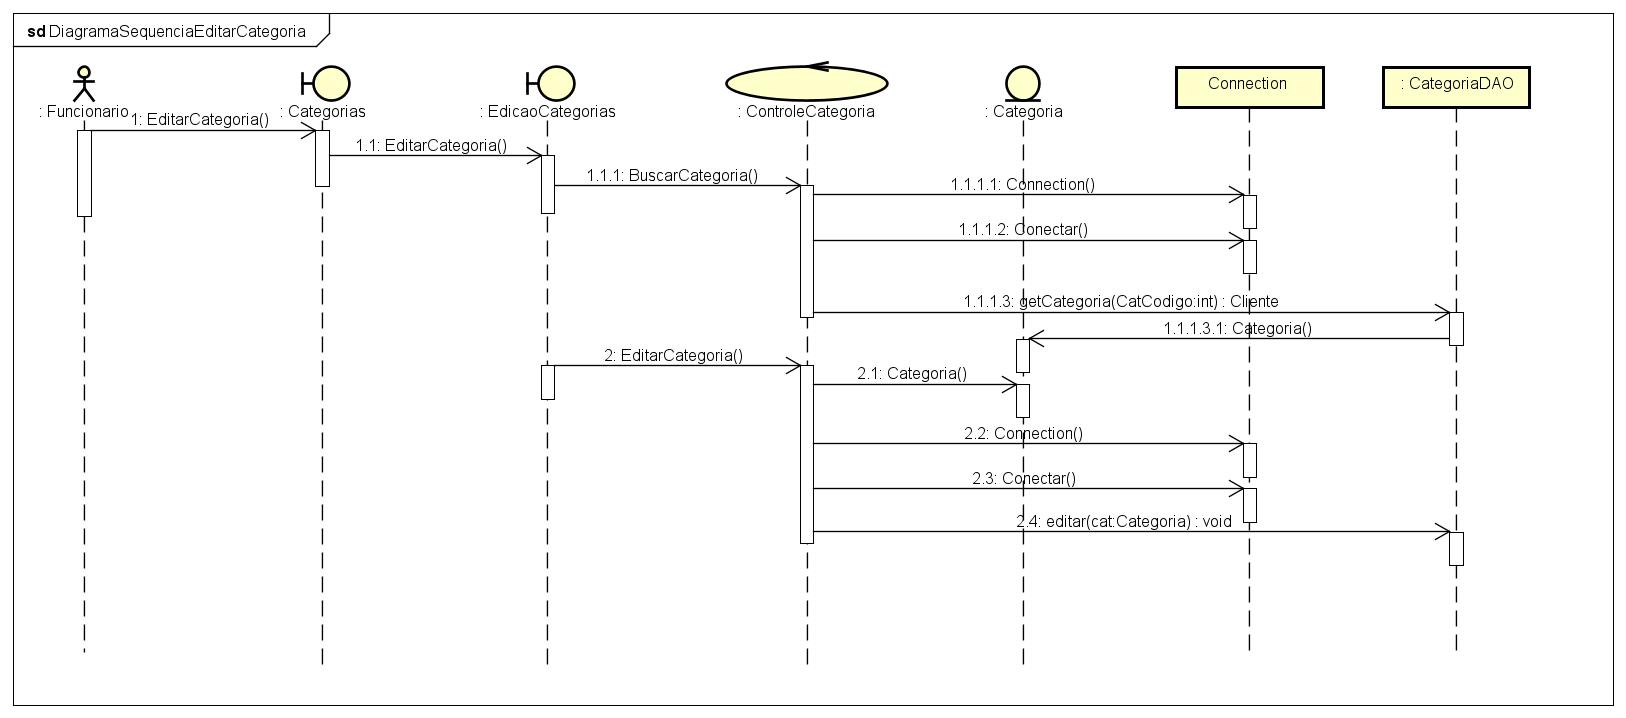 sd DiagramaSequenciaEditarCategoria
Connection
: CategoriaDAO
: Funcionario
: Categorias
: EdicaoCategorias
: ControleCategoria
: Categoria
1: EditarCategoria()
1.1: EditarCategoria()
1.1.1: BuscarCategoria()
1.1.1.1: Connection()
1.1.1.2: Conectar()
1.1.1.3: getCategoria(CatCodigo:int) : Cliente
1.1.1.3.1: Categoria()
2: EditarCategoria()
2.1: Categoria()
2.2: Connection()
2.3: Conectar()
2.4: editar(cat:Categoria) : void